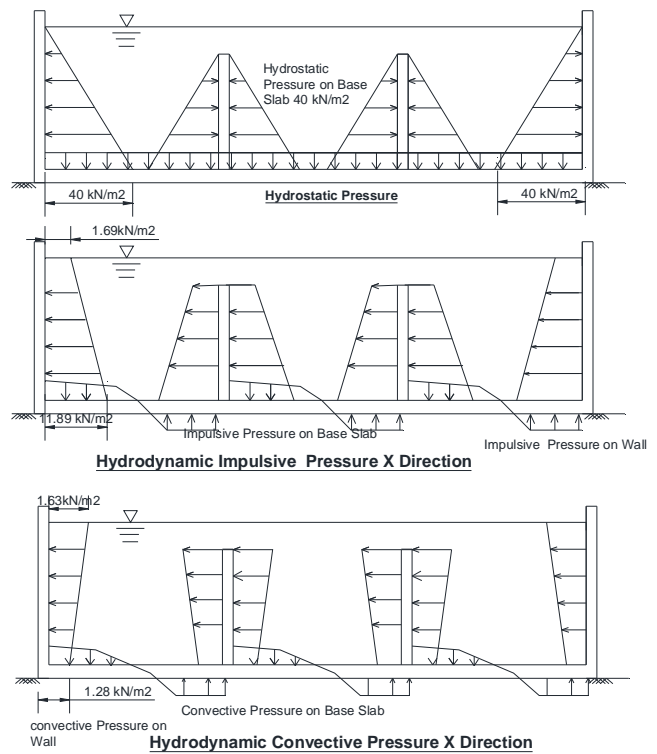 Hydrostatic
Pressure on Base
Slab 40 kN/m2
40 kN/m2
Hydrostatic Pressure
40 kN/m2
1.69kN/m2
11.89 kN/m2
Impulsive Pressure on Base Slab
Impulsive Pressure on Wall
Hydrodynamic Impulsive Pressure X Direction
1.63kN/m2
1.28 kN/m2
Convective Pressure on Base Slab
convective Pressure on
Wall
Hydrodynamic Convective Pressure X Direction